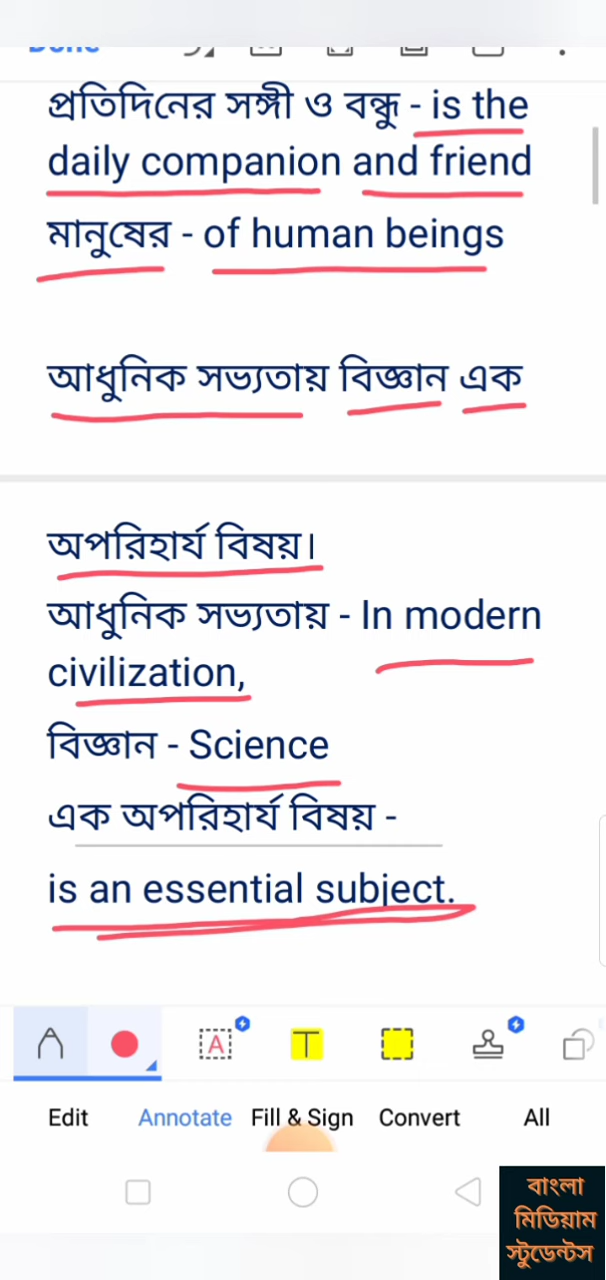 Done
প্রতিদিনের সঙ্গী ও বন্ধু - is the
daily companion and friend
মানুষের - of human beings
আধুনিক সভ্যতায় বিজ্ঞান এক
অপরিহার্য বিষয়।
আধুনিক সভ্যতায় - In modern
civilization,
বিজ্ঞান - Science
এক অপরিহার্য বিষয় -
is an essential subject.
A
T
Edit Annotate Fill & Sign Convert All
বাংলা
মিডিয়াম
স্টুডেন্টস